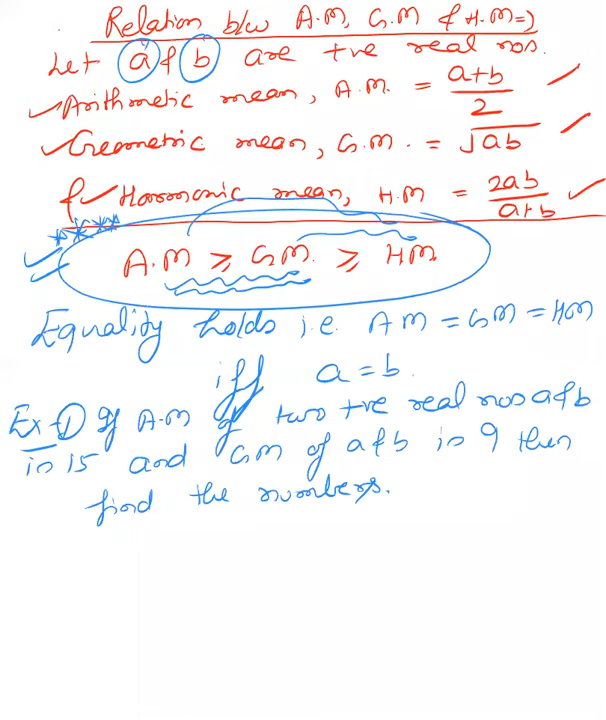 Relation b/w A.M, G.M & H.M=)
Let a & b are +ve real nos.
✓Arithmetic mean, A.M. = a+b/2 ✓
✓Geometric mean, G.M. = √ab ✓
& ✓Harmonic mean, H.M = 2ab/a+b ✓
A.M ≥ G.M. ≥ H.M.
Equality holds i.e. AM = GM = HM
iff a = b.
Ex-① If A.M of two +ve real nos a & b
is 15 and GM of a & b is 9 then
find the numbers.